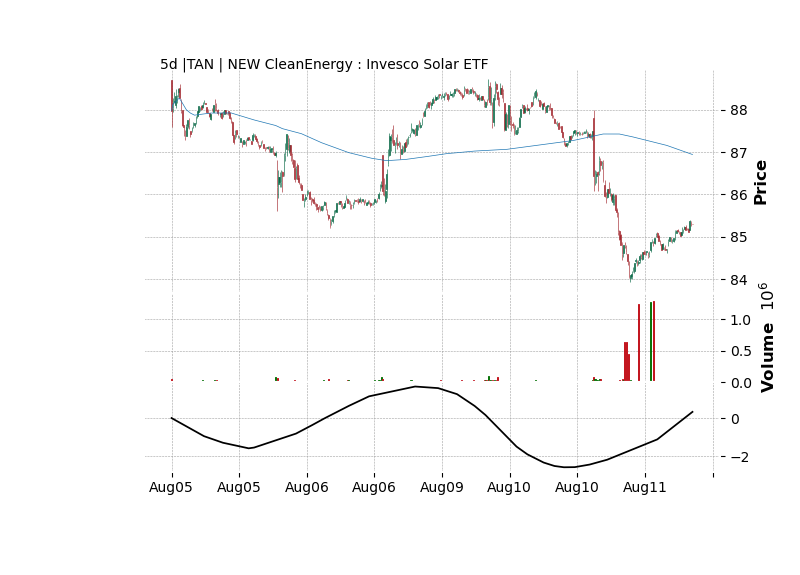 5d |TAN | NEW CleanEnergy : Invesco Solar ETF
88
87
86
85
84
Price
1.0
0.5
0.0
Volume 10^6
0
−2
Aug05 Aug05 Aug06 Aug06 Aug09 Aug10 Aug10 Aug11